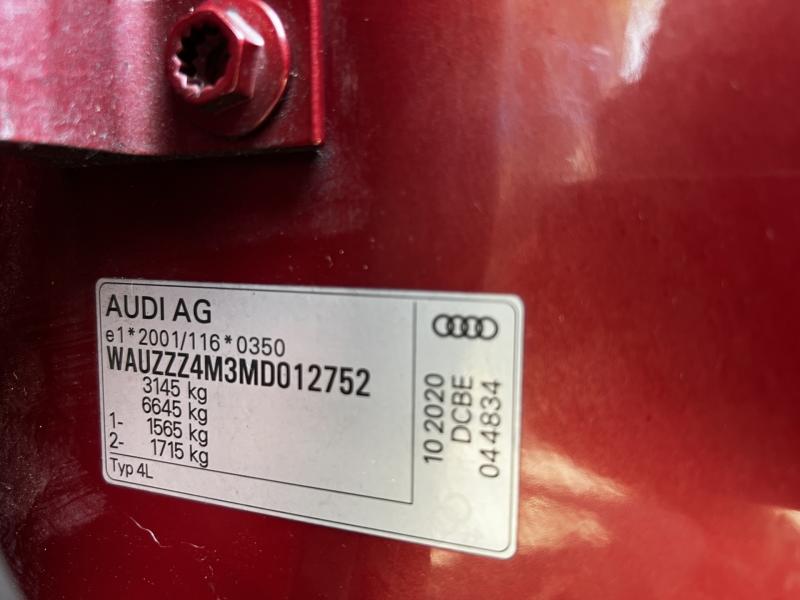 AUDI AG
e1*2001/116*0350
WAUZZZ4M3MD012752
3145 kg
6645 kg
1- 1565 kg
2- 1715 kg
Typ 4L
10 2020
DCBE
044834